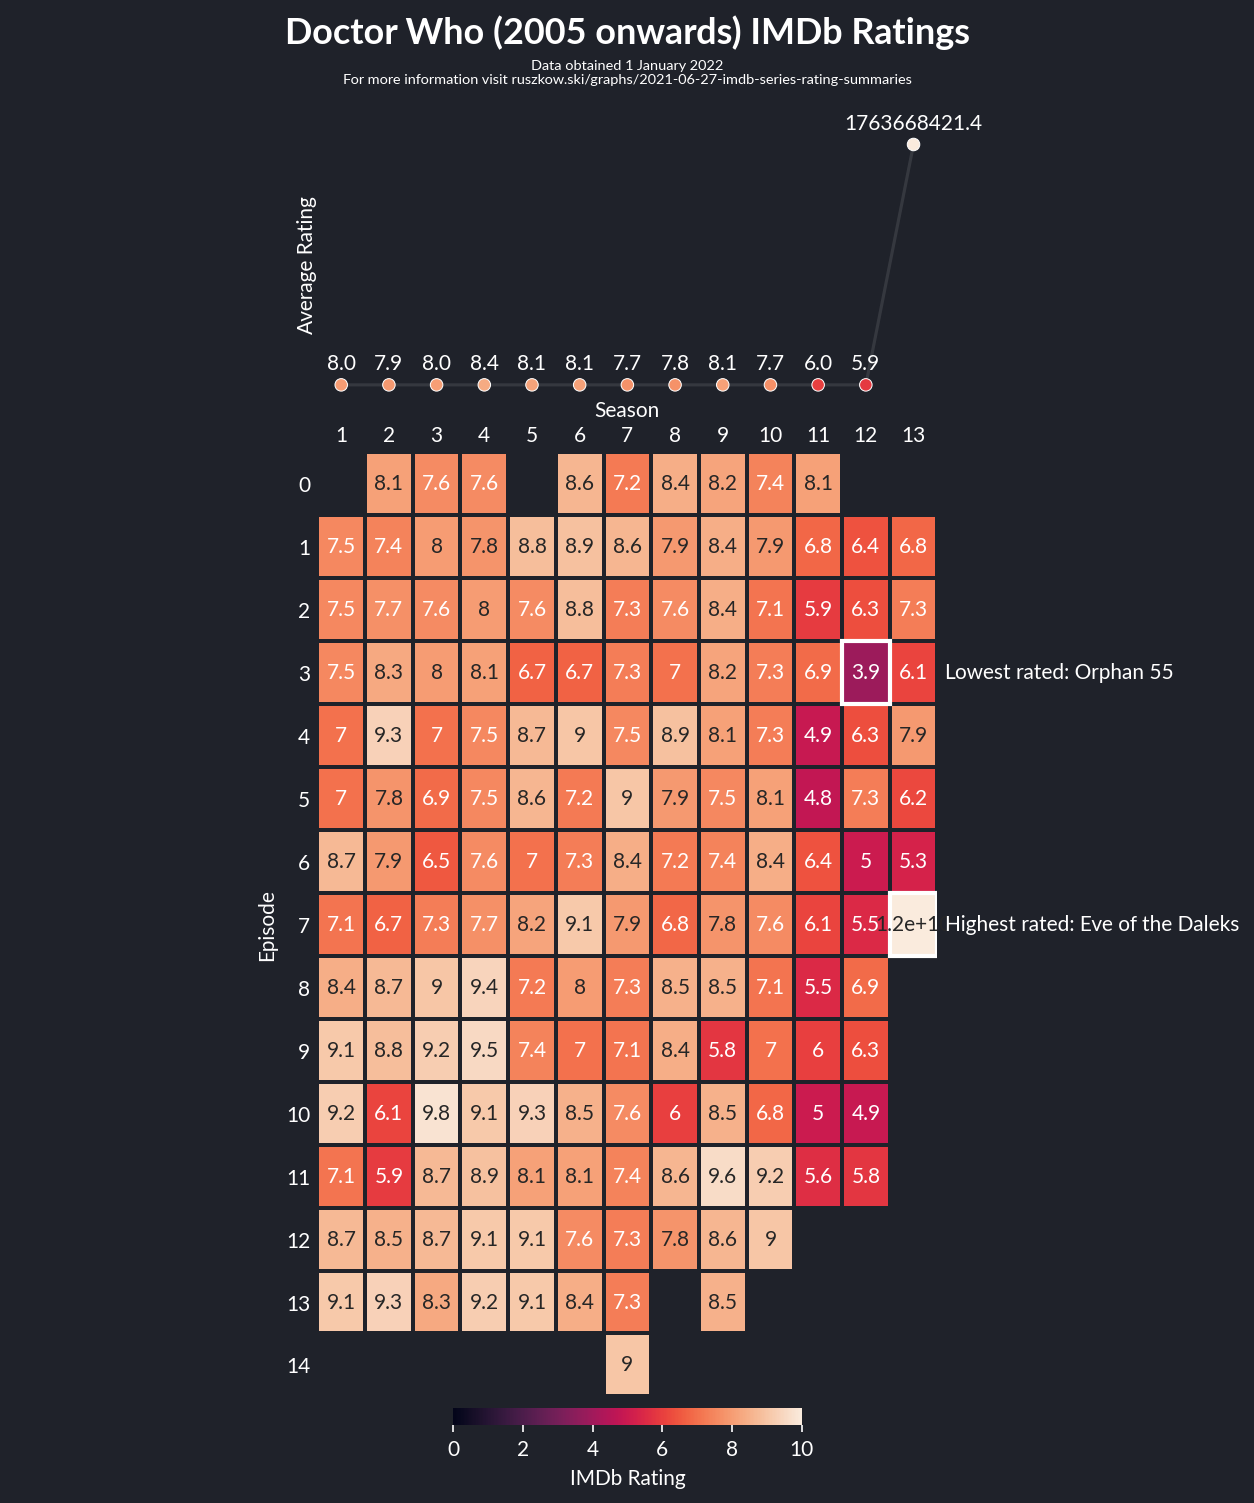 Doctor Who (2005 onwards) IMDb Ratings
Data obtained 1 January 2022
For more information visit ruszkow.ski/graphs/2021-06-27-imdb-series-rating-summaries
1763668421.4
Average Rating
8.0 7.9 8.0 8.4 8.1 8.1 7.7 7.8 8.1 7.7 6.0 5.9
Season
1 2 3 4 5 6 7 8 9 10 11 12 13
0 8.1 7.6 7.6 8.6 7.2 8.4 8.2 7.4 8.1
1 7.5 7.4 8 7.8 8.8 8.9 8.6 7.9 8.4 7.9 6.8 6.4 6.8
2 7.5 7.7 7.6 8 7.6 8.8 7.3 7.6 8.4 7.1 5.9 6.3 7.3
3 7.5 8.3 8 8.1 6.7 6.7 7.3 7 8.2 7.3 6.9 3.9 6.1 Lowest rated: Orphan 55
4 7 9.3 7 7.5 8.7 9 7.5 8.9 8.1 7.3 4.9 6.3 7.9
5 7 7.8 6.9 7.5 8.6 7.2 9 7.9 7.5 8.1 4.8 7.3 6.2
6 8.7 7.9 6.5 7.6 7 7.3 8.4 7.2 7.4 8.4 6.4 5 5.3
Episode
7 7.1 6.7 7.3 7.7 8.2 9.1 7.9 6.8 7.8 7.6 6.1 5.5 1.2e+1 Highest rated: Eve of the Daleks
8 8.4 8.7 9 9.4 7.2 8 7.3 8.5 8.5 7.1 5.5 6.9
9 9.1 8.8 9.2 9.5 7.4 7 7.1 8.4 5.8 7 6 6.3
10 9.2 6.1 9.8 9.1 9.3 8.5 7.6 6 8.5 6.8 5 4.9
11 7.1 5.9 8.7 8.9 8.1 8.1 7.4 8.6 9.6 9.2 5.6 5.8
12 8.7 8.5 8.7 9.1 9.1 7.6 7.3 7.8 8.6 9
13 9.1 9.3 8.3 9.2 9.1 8.4 7.3 8.5
14 9
0 2 4 6 8 10
IMDb Rating